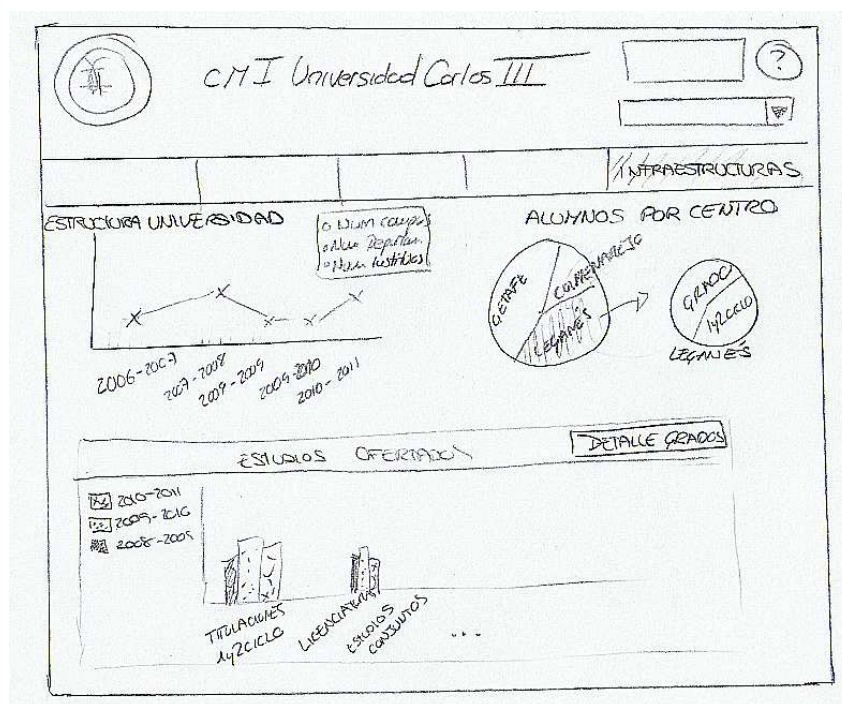 CMI Universidad Carlos III
?
INFRAESTRUCTURAS
ESTRUCTURA UNIVERSIDAD
o Num campus
o Num Departam.
o Num Institutos
2006-2007
2007-2008
2009-2009
2009-2010
2010-2011
ALUMNOS POR CENTRO
GETAFE
COLMENAREJO
LEGANÉS
GRADO
1y2CICLO
LEGANÉS
ESTUDIOS OFERTADOS
DETALLE GRADOS
2010-2011
2009-2010
2008-2009
TITULACIONES
1y2CICLO
LICENCIATURA
ESTUDIOS
CONJUNTOS
...